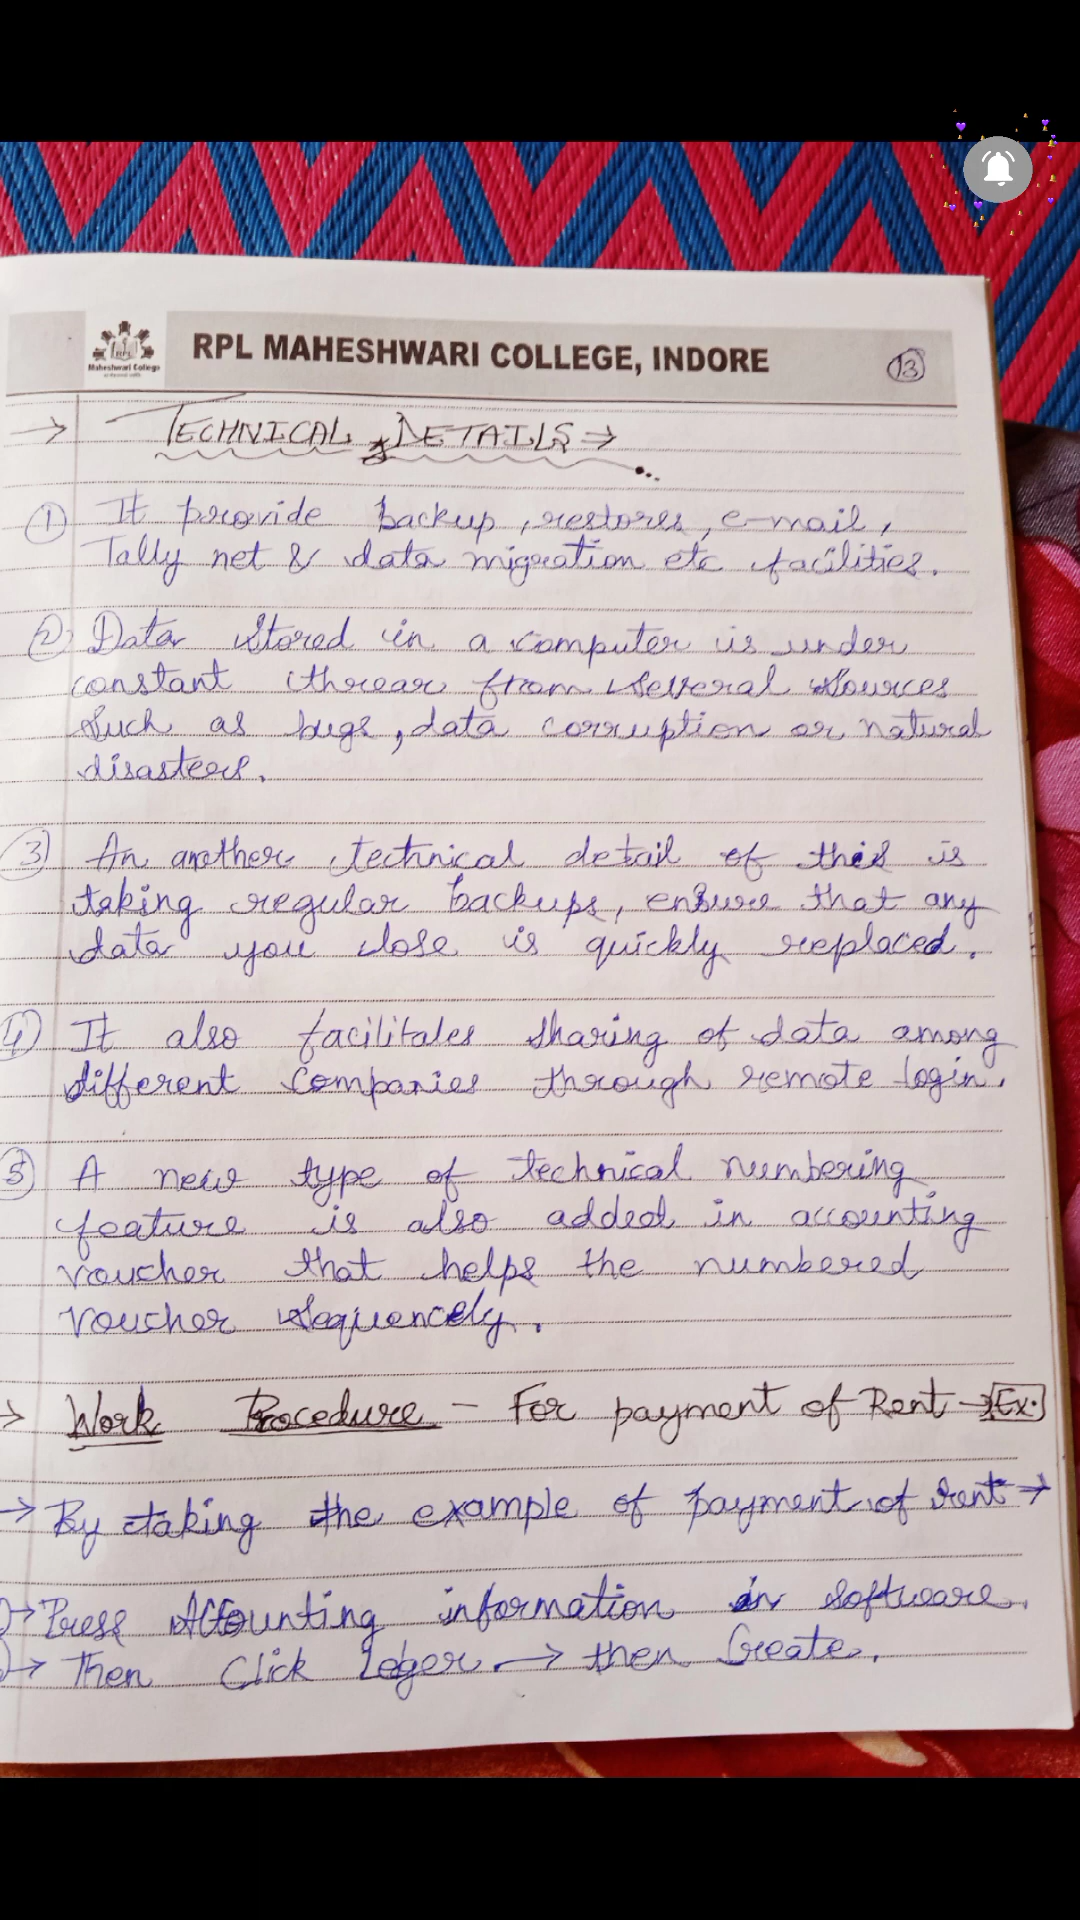 RPL
Maheshwari College
RPL MAHESHWARI COLLEGE, INDORE
13
→ TECHNICAL DETAILS →
① It provide backup, restores, e-mail,
Tally net & data migration etc facilities.
② Data stored in a computer is under
constant threar from several sources
such as bugs, data corruption or natural
disasters.
③ An another technical detail of this is
taking regular backups, ensure that any
data you lose is quickly replaced.
④ It also facilitales sharing of data among
different companies through remote login.
⑤ A new type of technical numbering
feature is also added in accounting
voucher that helps the numbered
voucher sequencely.
→ Work Procedure - For payment of Rent → Ex.
→ By taking the example of payment of rent →
→ Press Accounting information in software.
→ Then Click Leger → then Create.